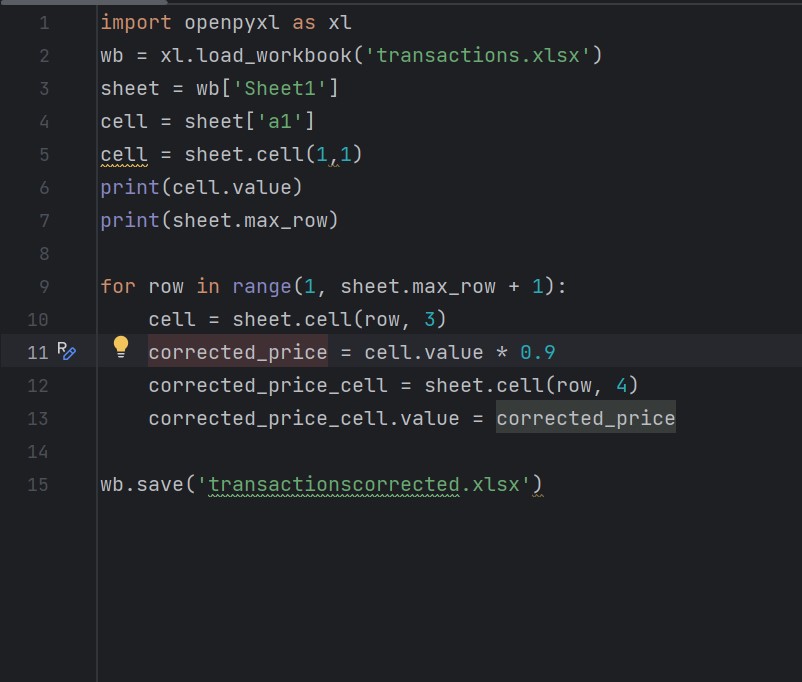 1 import openpyxl as xl
2 wb = xl.load_workbook('transactions.xlsx')
3 sheet = wb['Sheet1']
4 cell = sheet['a1']
5 cell = sheet.cell(1,1)
6 print(cell.value)
7 print(sheet.max_row)
8
9 for row in range(1, sheet.max_row + 1):
10     cell = sheet.cell(row, 3)
11     corrected_price = cell.value * 0.9
12     corrected_price_cell = sheet.cell(row, 4)
13     corrected_price_cell.value = corrected_price
14
15 wb.save('transactionscorrected.xlsx')